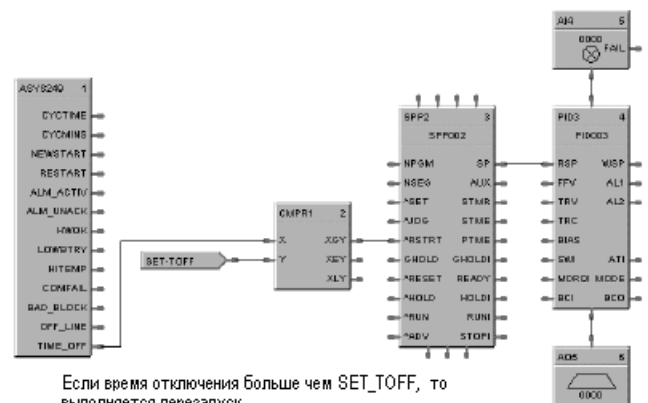 AI4 5
0000
FAIL
ASYS249 1
CYCTIME
CYCMINS
NEWSTART
RESTART
ALM_ACTIV
ALM_UNACK
HWOK
LOWBTRY
HITEMP
COMFAIL
BAD_BLOCK
OFF_LINE
TIME_OFF
SET-TOFF
CMPR1 2
X XGY
Y XEY
XLY
SPP2 3
SPP002
NPGM SP
NSEG AUX
^SET STMR
^JOG STME
^RSTRT PTME
GHOLD GHOLDI
^RESET READY
^HOLD HOLDI
^RUN RUNI
^ADV STOPI
PID3 4
PID003
RSP WSP
FFV AL1
TRV AL2
TRC
BIAS
SWI ATI
MDRQI MODE
BCI BCO
AO5 6
0000
Если время отключения больше чем SET_TOFF, то
выполняется перезапуск